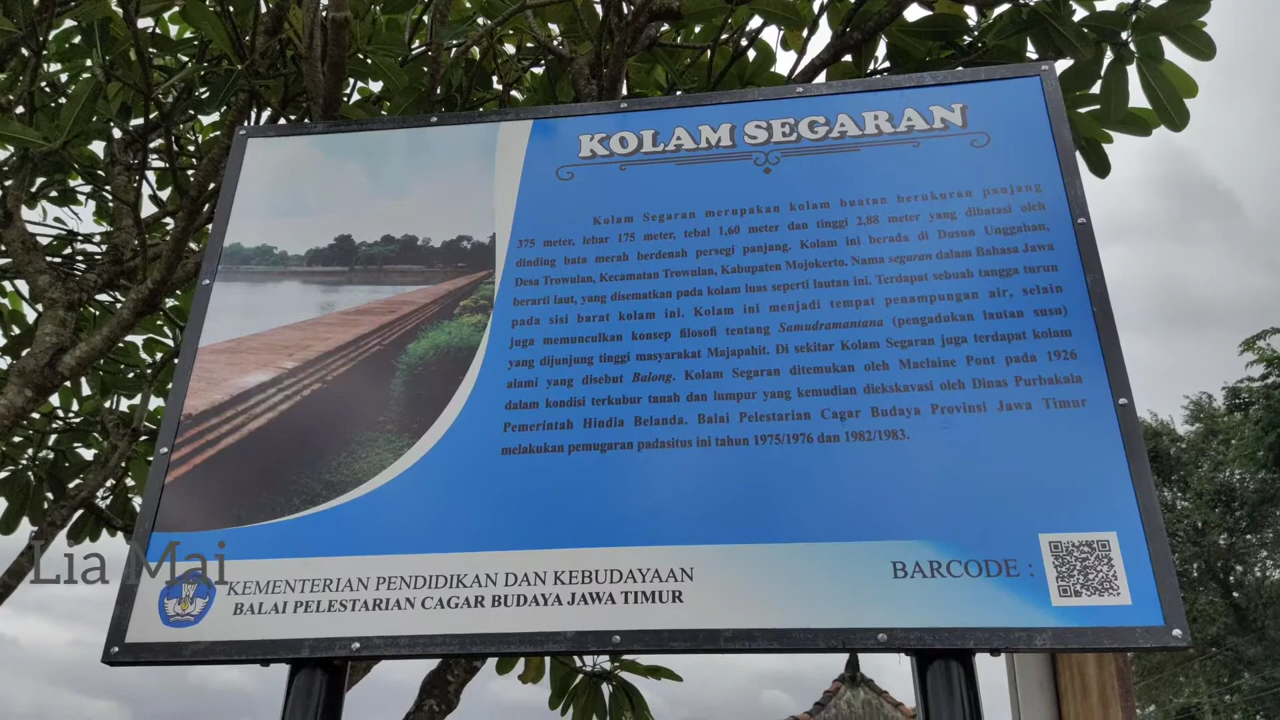 KOLAM SEGARAN
Kolam Segaran merupakan kolam buatan berukuran panjang
375 meter, lebar 175 meter, tebal 1,60 meter dan tinggi 2,88 meter yang dibatasi oleh
dinding bata merah berdenah persegi panjang. Kolam ini berada di Dusun Unggahan,
Desa Trowulan, Kecamatan Trowulan, Kabupaten Mojokerto. Nama segaran dalam Bahasa Jawa
berarti laut, yang disematkan pada kolam luas seperti lautan ini. Terdapat sebuah tangga turun
pada sisi barat kolam ini. Kolam ini menjadi tempat penampungan air, selain
juga memunculkan konsep filosofi tentang Samudramantana (pengadukan lautan susu)
yang dijunjung tinggi masyarakat Majapahit. Di sekitar Kolam Segaran juga terdapat kolam
alami yang disebut Balong. Kolam Segaran ditemukan oleh Maclaine Pont pada 1926
dalam kondisi terkubur tanah dan lumpur yang kemudian diekskavasi oleh Dinas Purbakala
Pemerintah Hindla Belanda. Balai Pelestarian Cagar Budaya Provinsi Jawa Timur
melakukan pemugaran padasitus ini tahun 1975/1976 dan 1982/1983.
Lia Mai
KEMENTERIAN PENDIDIKAN DAN KEBUDAYAAN
BALAI PELESTARIAN CAGAR BUDAYA JAWA TIMUR
BARCODE :